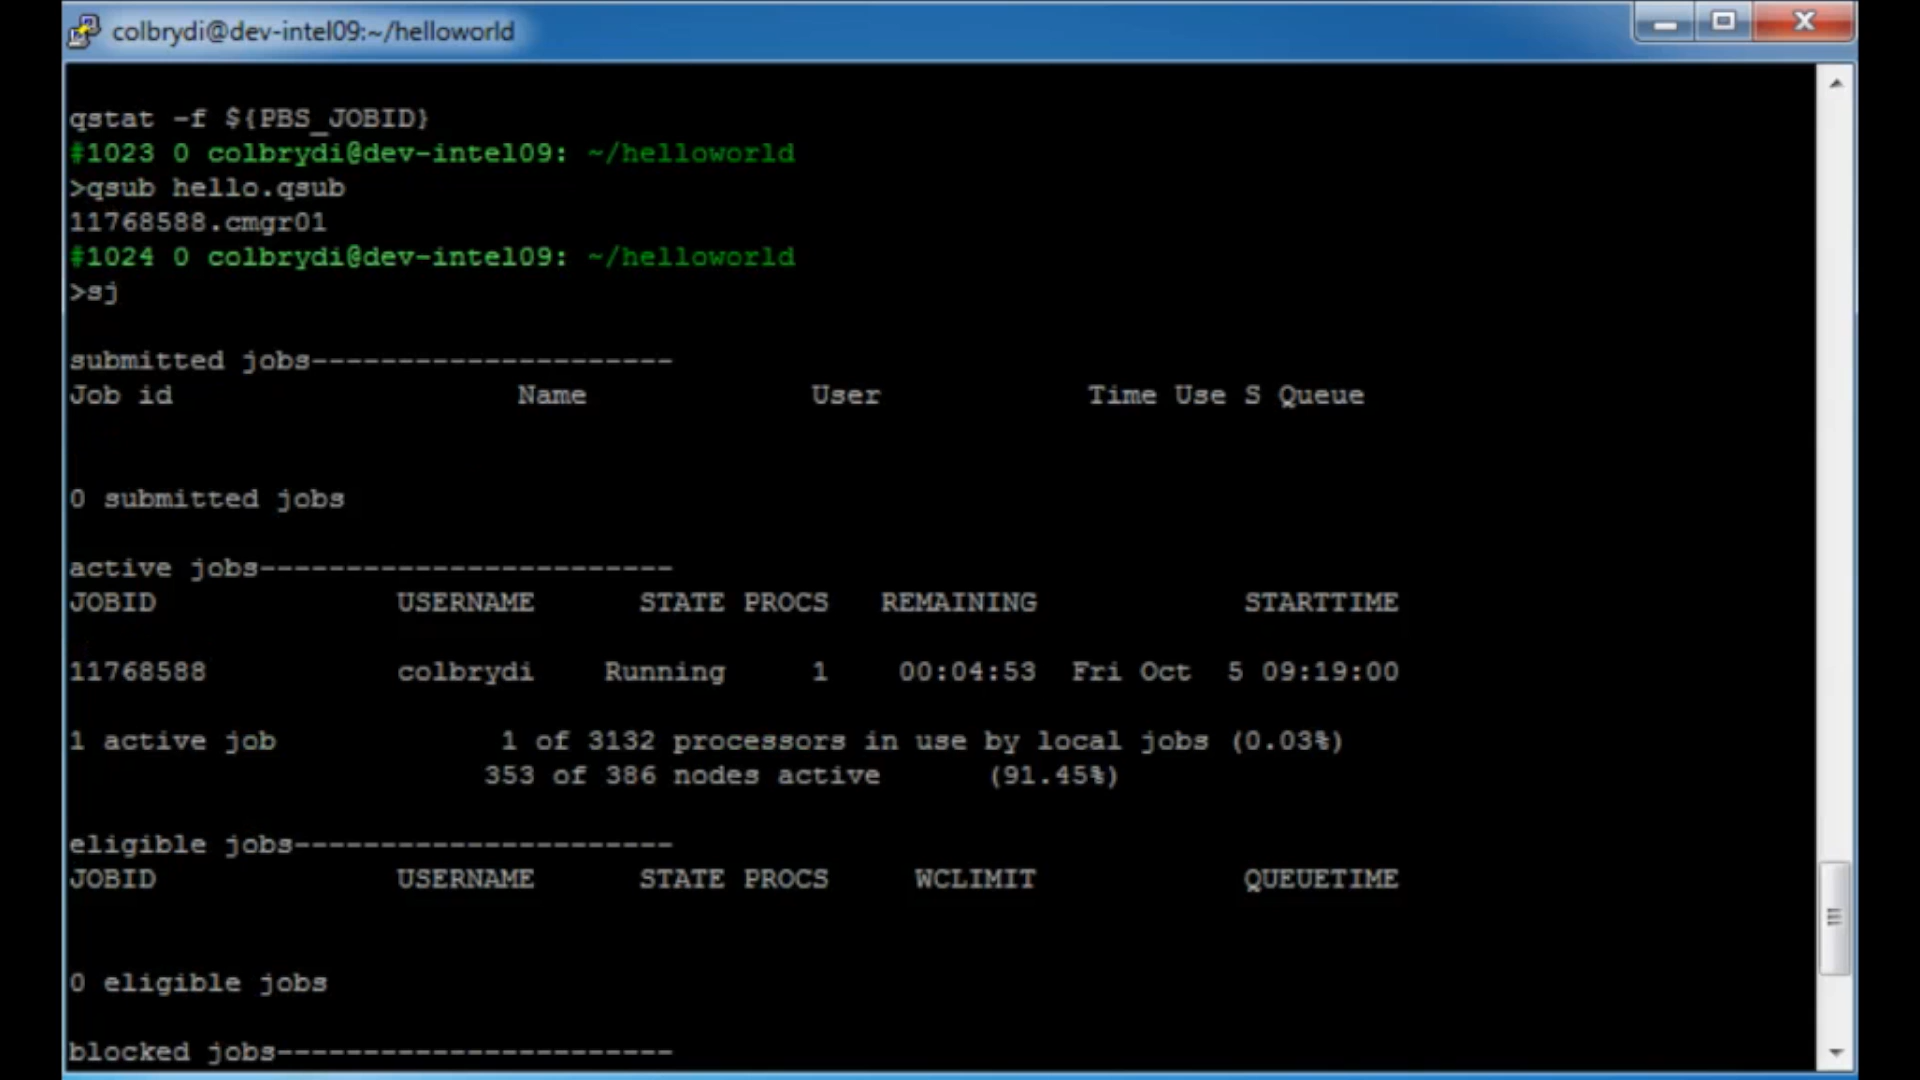 colbrydi@dev-intel09:~/helloworld
qstat -f ${PBS_JOBID}
#1023 0 colbrydi@dev-intel09: ~/helloworld
>qsub hello.qsub
11768588.cmgr01
#1024 0 colbrydi@dev-intel09: ~/helloworld
>sj
submitted jobs---------------------
Job id Name User Time Use S Queue
0 submitted jobs
active jobs------------------------
JOBID USERNAME STATE PROCS REMAINING STARTTIME
11768588 colbrydi Running 1 00:04:53 Fri Oct 5 09:19:00
1 active job 1 of 3132 processors in use by local jobs (0.03%)
353 of 386 nodes active (91.45%)
eligible jobs----------------------
JOBID USERNAME STATE PROCS WCLIMIT QUEUETIME
0 eligible jobs
blocked jobs-----------------------